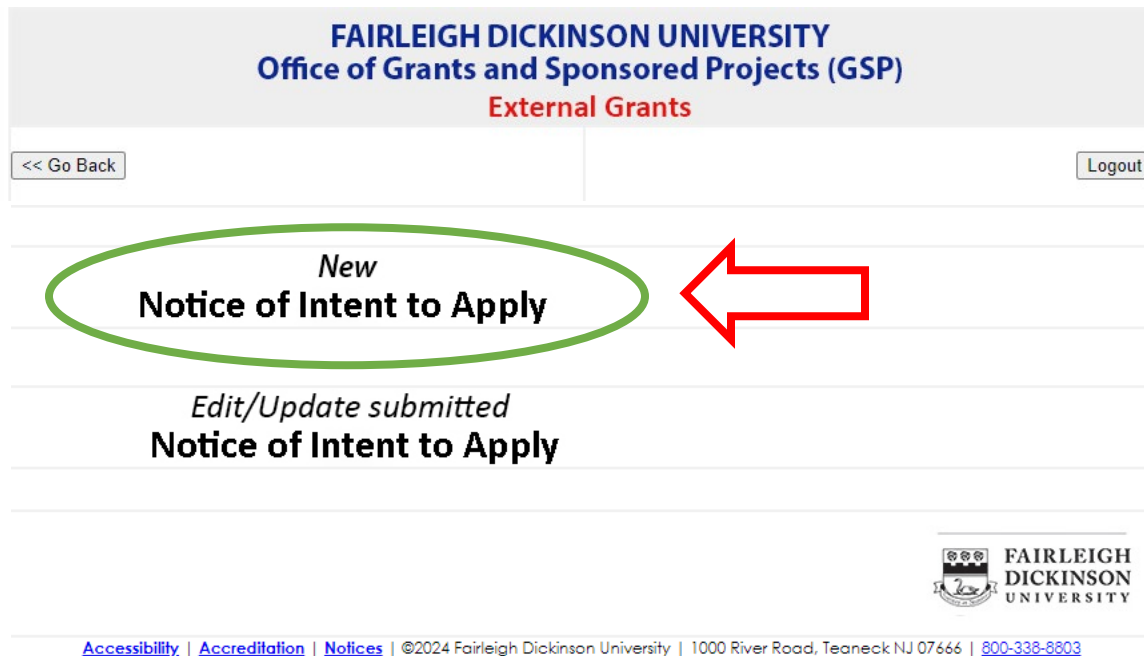 FAIRLEIGH DICKINSON UNIVERSITY
Office of Grants and Sponsored Projects (GSP)
External Grants
<< Go Back
Logout
New
Notice of Intent to Apply
Edit/Update submitted
Notice of Intent to Apply
FAIRLEIGH
DICKINSON
UNIVERSITY
Accessibility | Accreditation | Notices | ©2024 Fairleigh Dickinson University | 1000 River Road, Teaneck NJ 07666 | 800-338-8803